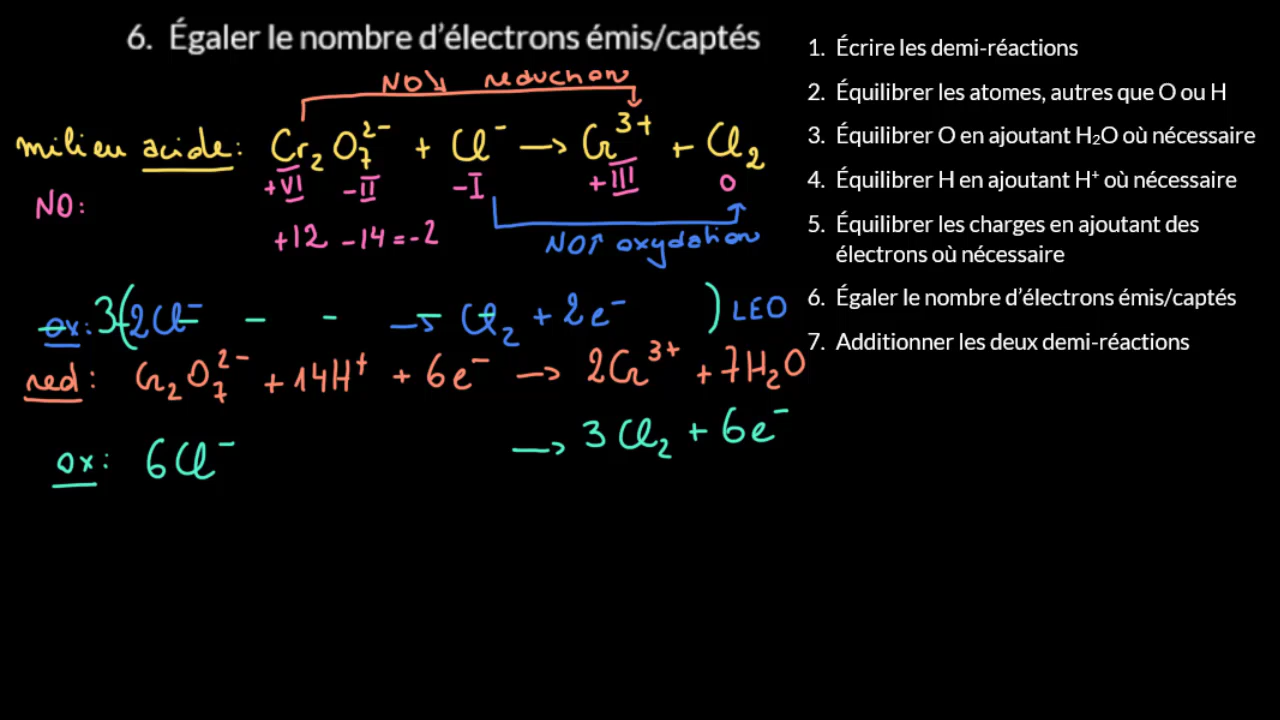 6. Égaler le nombre d’électrons émis/captés
NO↘ réduction
milieu acide: Cr₂O₇²⁻ + Cl⁻ → Cr³⁺ + Cl₂
NO: +VI -II -I +III 0
+12 -14 = -2
NO↑ oxydation
ox: 3(2Cl⁻ → Cl₂ + 2e⁻) LEO
red: Cr₂O₇²⁻ + 14H⁺ + 6e⁻ → 2Cr³⁺ + 7H₂O
ox: 6Cl⁻ → 3Cl₂ + 6e⁻
1. Écrire les demi-réactions
2. Équilibrer les atomes, autres que O ou H
3. Équilibrer O en ajoutant H₂O où nécessaire
4. Équilibrer H en ajoutant H⁺ où nécessaire
5. Équilibrer les charges en ajoutant des
électrons où nécessaire
6. Égaler le nombre d’électrons émis/captés
7. Additionner les deux demi-réactions